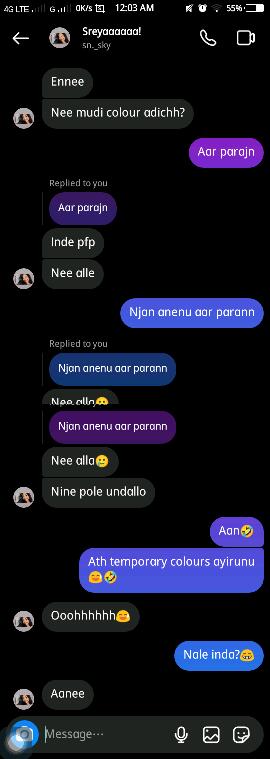 4G LTE G 0K/s 12:03 AM 55%
Sreyaaaaaa!
sn._sky
Ennee
Nee mudi colour adichh?
Aar parajn
Replied to you
Aar parajn
Inde pfp
Nee alle
Njan anenu aar parann
Replied to you
Njan anenu aar parann
Nee alla🥲
Njan anenu aar parann
Nee alla🥲
Nine pole undallo
Aan🤣
Ath temporary colours ayirunu
🤗🤣
Ooohhhhhh🤗
Nale inda?🤓
Aanee
Message…